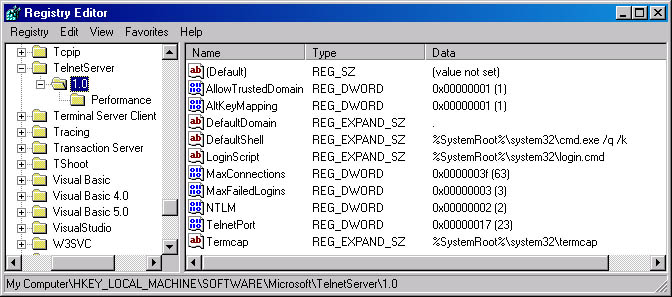 Registry Editor
Registry Edit View Favorites Help
Tcpip
TelnetServer
1.0
Performance
Terminal Server Client
Tracing
Transaction Server
TShoot
Visual Basic
Visual Basic 4.0
Visual Basic 5.0
VisualStudio
W3SVC
Name Type Data
(Default) REG_SZ (value not set)
AllowTrustedDomain REG_DWORD 0x00000001 (1)
AltKeyMapping REG_DWORD 0x00000001 (1)
DefaultDomain REG_EXPAND_SZ .
DefaultShell REG_EXPAND_SZ %SystemRoot%\system32\cmd.exe /q /k
LoginScript REG_EXPAND_SZ %SystemRoot%\system32\login.cmd
MaxConnections REG_DWORD 0x0000003f (63)
MaxFailedLogins REG_DWORD 0x00000003 (3)
NTLM REG_DWORD 0x00000002 (2)
TelnetPort REG_DWORD 0x00000017 (23)
Termcap REG_EXPAND_SZ %SystemRoot%\system32\termcap
My Computer\HKEY_LOCAL_MACHINE\SOFTWARE\Microsoft\TelnetServer\1.0